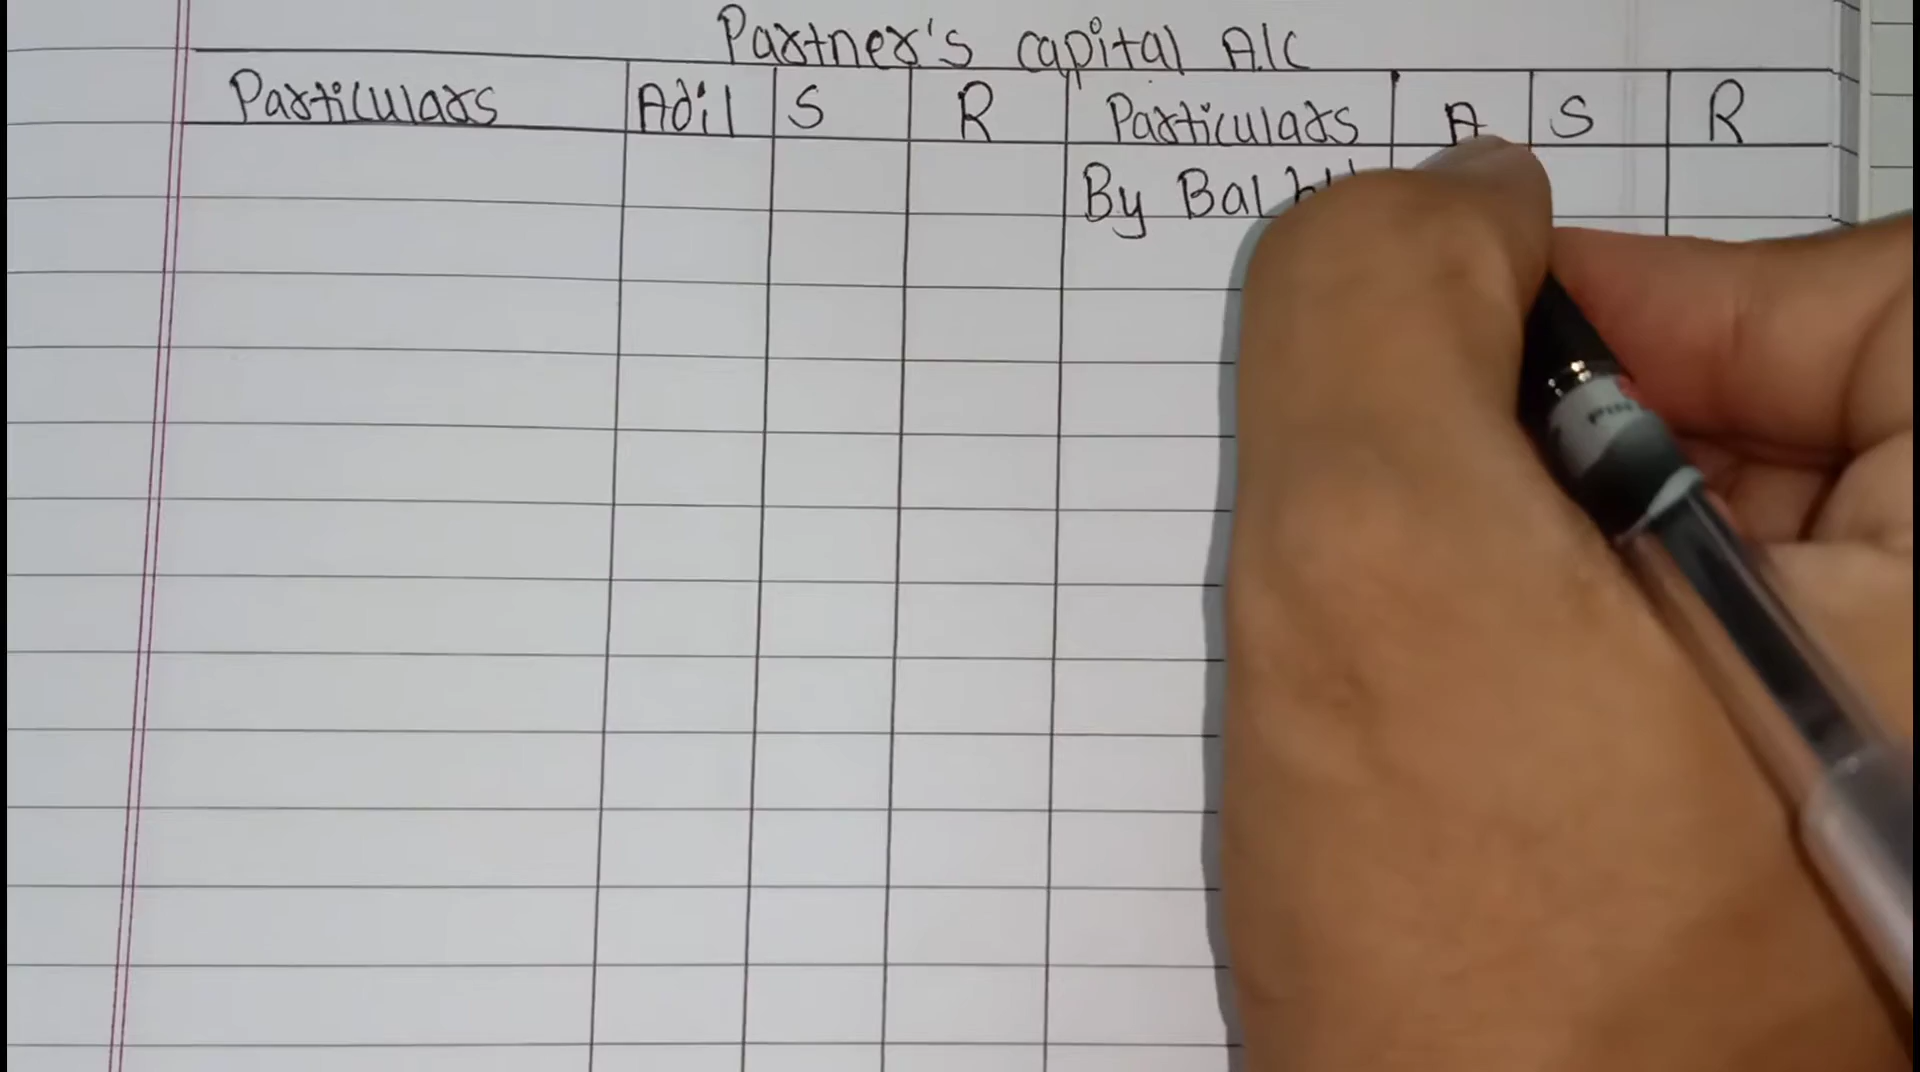 Partner's capital A/C
Particulars Adil S R Particulars A S R
By Bal b/d